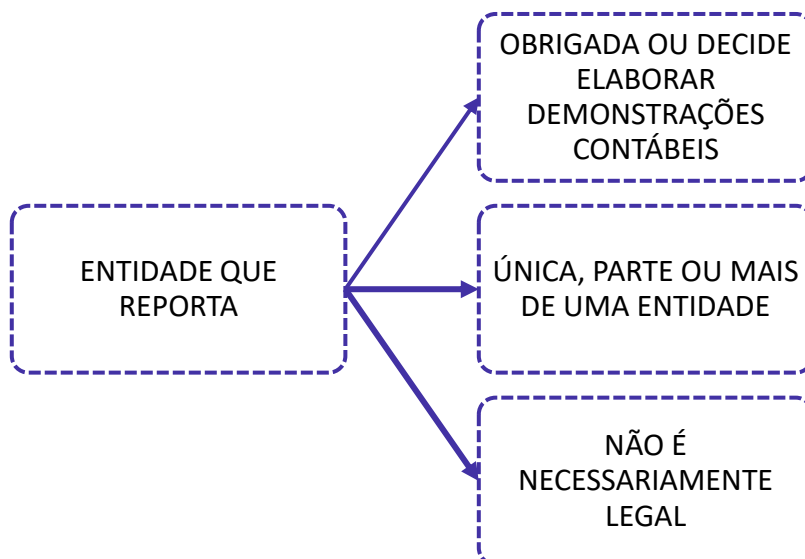 OBRIGADA OU DECIDE
ELABORAR
DEMONSTRAÇÕES
CONTÁBEIS
ENTIDADE QUE
REPORTA
ÚNICA, PARTE OU MAIS
DE UMA ENTIDADE
NÃO É
NECESSARIAMENTE
LEGAL